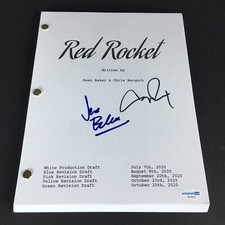 Red Rocket
Written by
Sean Baker & Chris Bergoch
White Production Draft July 7th, 2020
Blue Revision Draft August 9th, 2020
Pink Revision Draft September 20th, 2020
Yellow Revision Draft October 23rd, 2020
Green Revision Draft October 25th, 2020